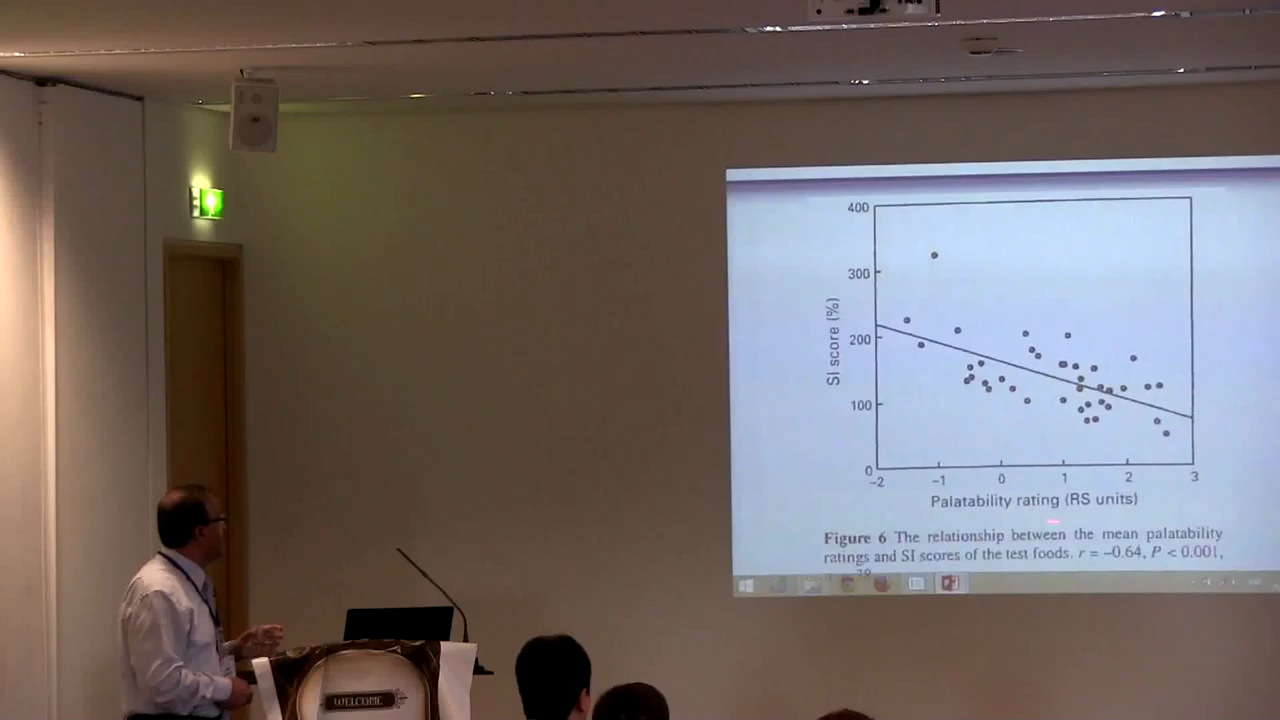 400
300
200
100
0
SI score (%)
−2 −1 0 1 2 3
Palatability rating (RS units)
Figure 6 The relationship between the mean palatability
ratings and SI scores of the test foods. r = −0.64, P < 0.001,
WELCOME